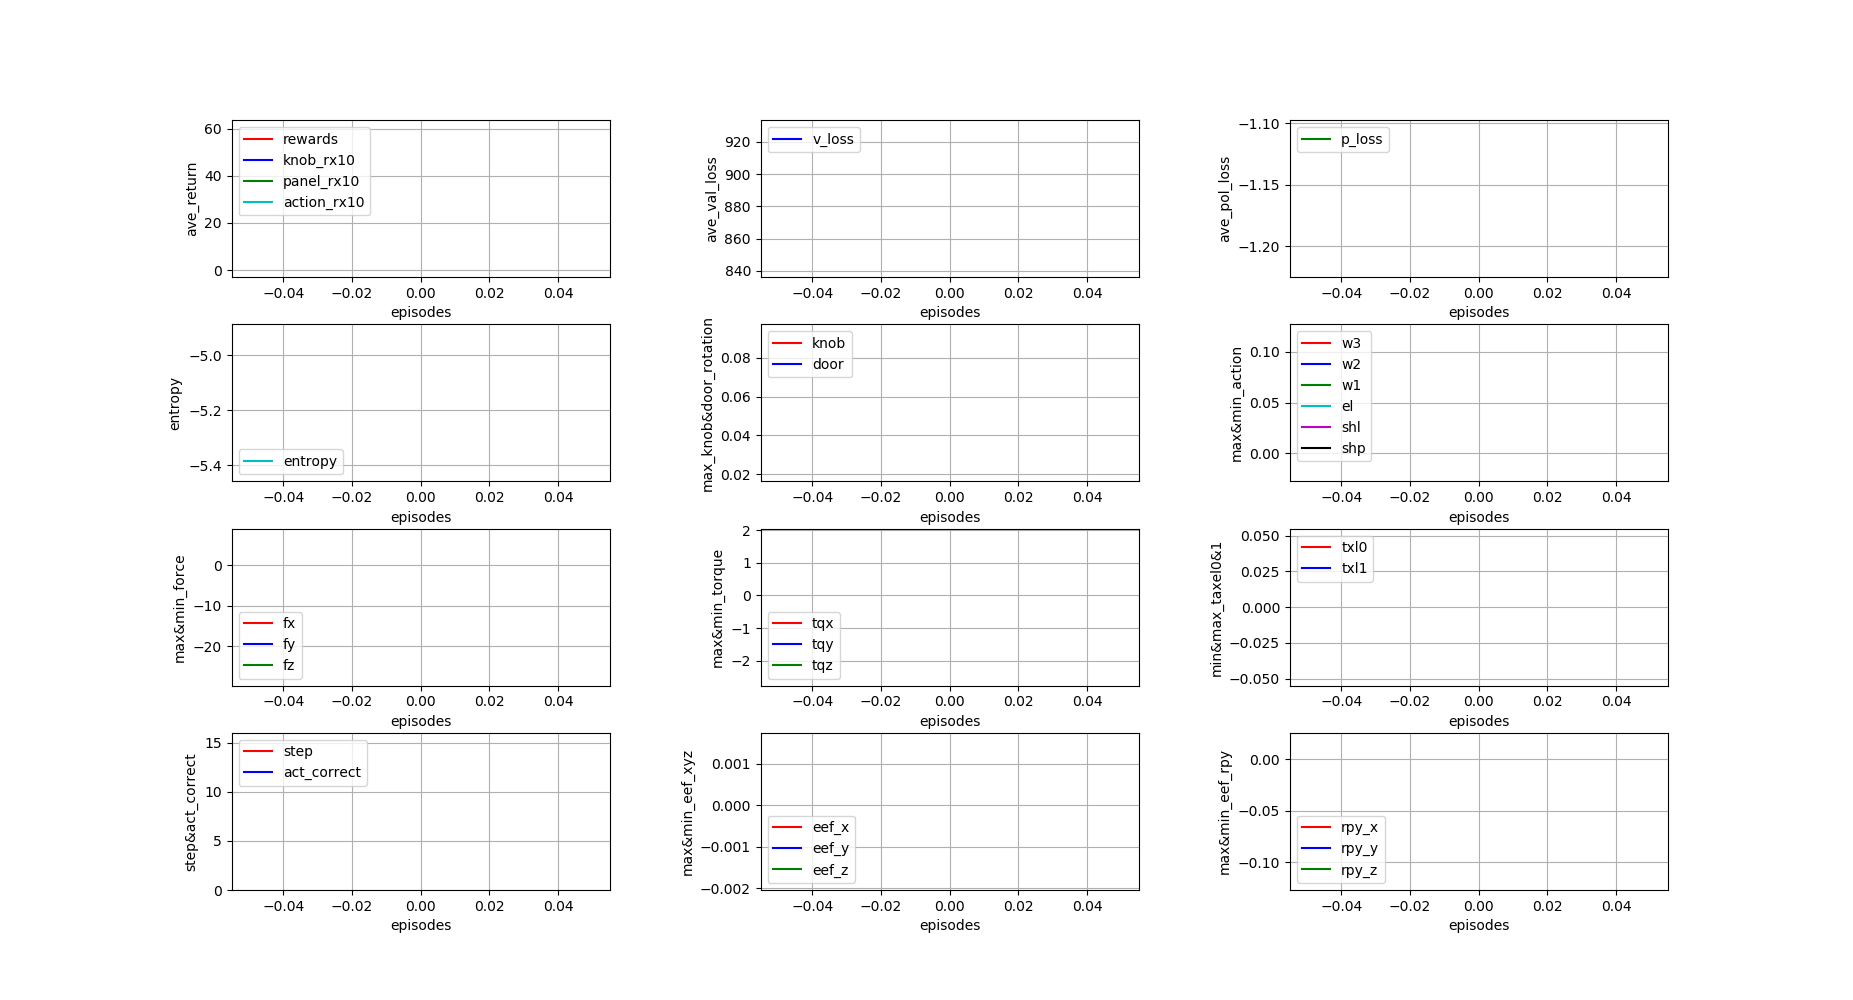 ave_return
60
40
20
0
rewards
knob_rx10
panel_rx10
action_rx10
−0.04 −0.02 0.00 0.02 0.04
episodes
ave_val_loss
920
900
880
860
840
v_loss
−0.04 −0.02 0.00 0.02 0.04
episodes
ave_pol_loss
−1.10
−1.15
−1.20
p_loss
−0.04 −0.02 0.00 0.02 0.04
episodes
entropy
−5.0
−5.2
−5.4
entropy
−0.04 −0.02 0.00 0.02 0.04
episodes
max_knob&door_rotation
0.08
0.06
0.04
0.02
knob
door
−0.04 −0.02 0.00 0.02 0.04
episodes
max&min_action
0.10
0.05
0.00
w3
w2
w1
el
shl
shp
−0.04 −0.02 0.00 0.02 0.04
episodes
max&min_force
0
−10
−20
fx
fy
fz
−0.04 −0.02 0.00 0.02 0.04
episodes
max&min_torque
2
1
0
−1
−2
tqx
tqy
tqz
−0.04 −0.02 0.00 0.02 0.04
episodes
min&max_taxel0&1
0.050
0.025
0.000
−0.025
−0.050
txl0
txl1
−0.04 −0.02 0.00 0.02 0.04
episodes
step&act_correct
15
10
5
0
step
act_correct
−0.04 −0.02 0.00 0.02 0.04
episodes
max&min_eef_xyz
0.001
0.000
−0.001
−0.002
eef_x
eef_y
eef_z
−0.04 −0.02 0.00 0.02 0.04
episodes
max&min_eef_rpy
0.00
−0.05
−0.10
rpy_x
rpy_y
rpy_z
−0.04 −0.02 0.00 0.02 0.04
episodes